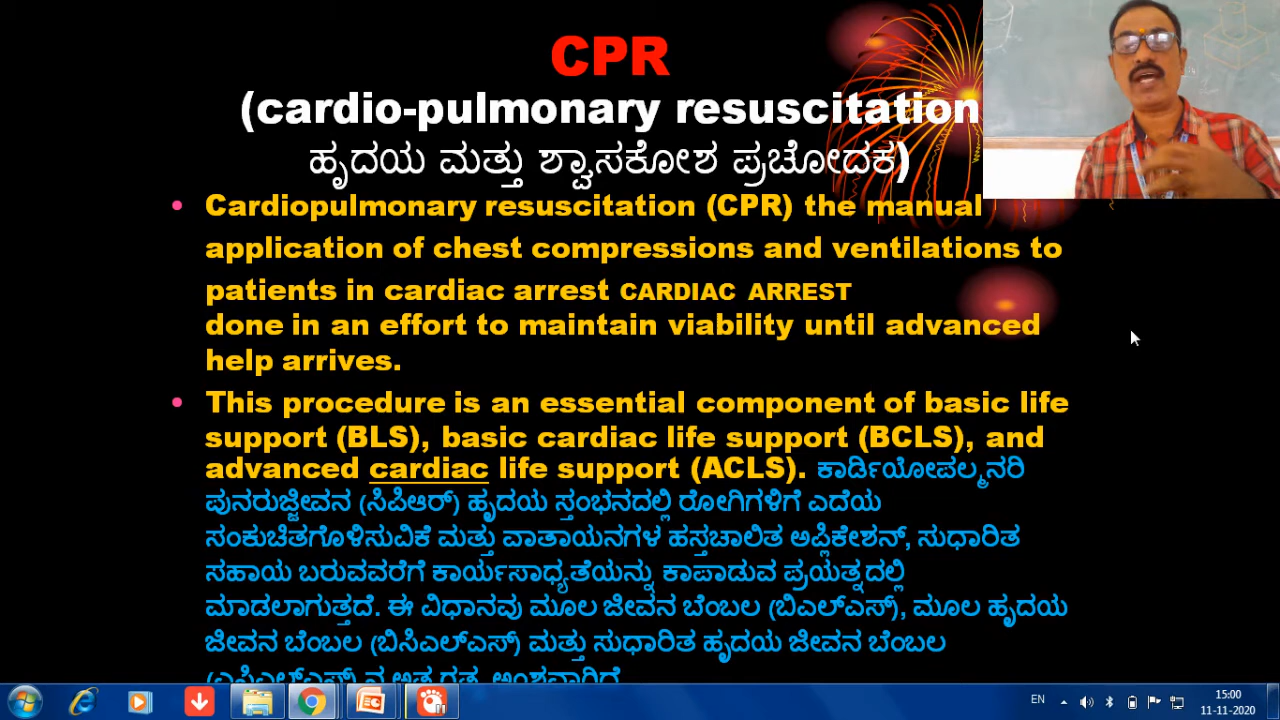 CPR
(cardio-pulmonary resuscitation
ಹೃದಯ ಮತ್ತು ಶ್ವಾಸಕೋಶ ಪ್ರಚೋದಕ)
• Cardiopulmonary resuscitation (CPR) the manual
application of chest compressions and ventilations to
patients in cardiac arrest CARDIAC ARREST
done in an effort to maintain viability until advanced
help arrives.
• This procedure is an essential component of basic life
support (BLS), basic cardiac life support (BCLS), and
advanced cardiac life support (ACLS). ಕಾರ್ಡಿಯೋಪಲ್ಮನರಿ
ಪುನರುಜ್ಜೀವನ (ಸಿಪಿಆರ್) ಹೃದಯ ಸ್ತಂಭನದಲ್ಲಿ ರೋಗಿಗಳಿಗೆ ಎದೆಯ
ಸಂಕುಚಿತಗೊಳಿಸುವಿಕೆ ಮತ್ತು ವಾತಾಯನಗಳ ಹಸ್ತಚಾಲಿತ ಅಪ್ಲಿಕೇಶನ್, ಸುಧಾರಿತ
ಸಹಾಯ ಬರುವವರೆಗೆ ಕಾರ್ಯಸಾಧ್ಯತೆಯನ್ನು ಕಾಪಾಡುವ ಪ್ರಯತ್ನದಲ್ಲಿ
ಮಾಡಲಾಗುತ್ತದೆ. ಈ ವಿಧಾನವು ಮೂಲ ಜೀವನ ಬೆಂಬಲ (ಬಿಎಲ್ಎಸ್), ಮೂಲ ಹೃದಯ
ಜೀವನ ಬೆಂಬಲ (ಬಿಸಿಎಲ್ಎಸ್) ಮತ್ತು ಸುಧಾರಿತ ಹೃದಯ ಜೀವನ ಬೆಂಬಲ
EN
15:00
11-11-2020